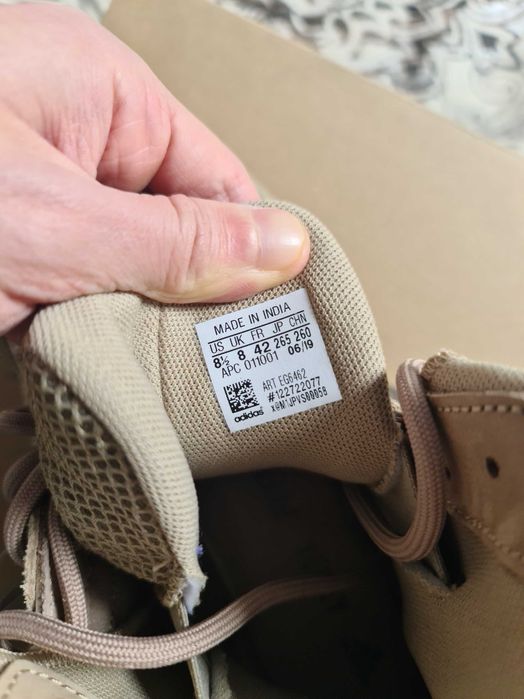 MADE IN INDIA
US UK FR JP CHN
8½ 8 42 265 260
APC 011001 06/19
ART EG6462
#122722077
x@M1JPVS00058
adidas